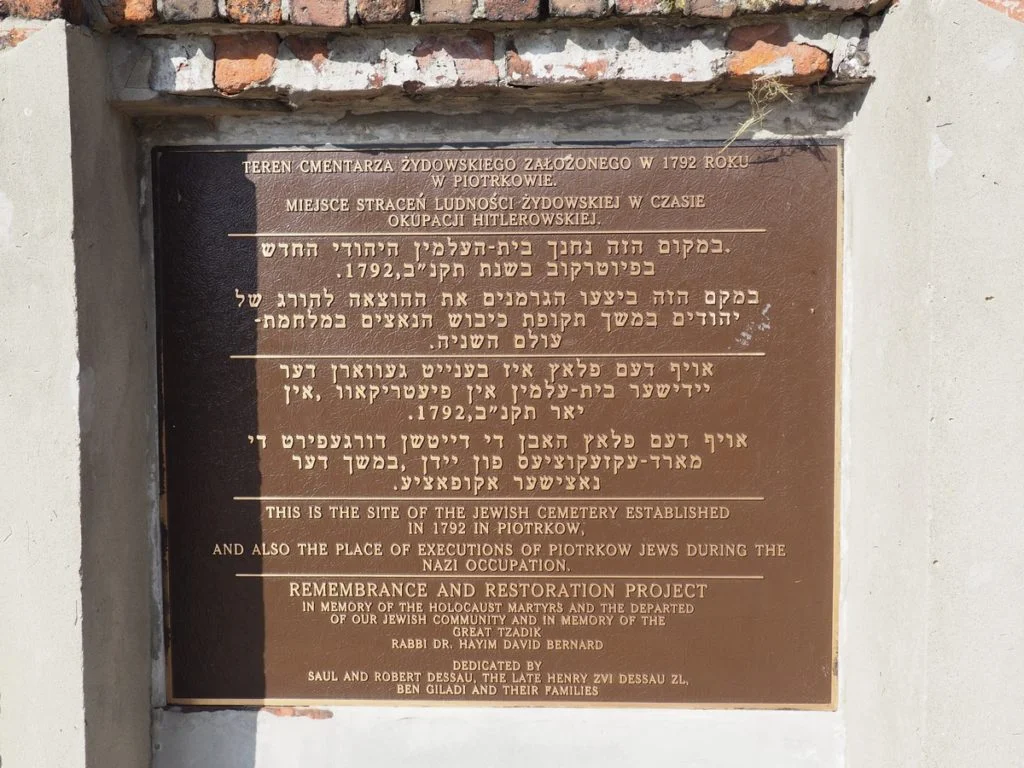 TEREN CMENTARZA ŻYDOWSKIEGO ZAŁOŻONEGO W 1792 ROKU
W PIOTRKOWIE.
MIEJSCE STRACEŃ LUDNOŚCI ŻYDOWSKIEJ W CZASIE
OKUPACJI HITLEROWSKIEJ.
במקום הזה נחנך בית-העלמין היהודי החדש.
בפיוטרקוב בשנת תקנ״ב,1792.
במקם הזה ביצעו הגרמנים את ההוצאה להורג של
יהודים במשך תקופת כיבוש הנאצים במלחמת-
עולם השניה.
אויף דעם פלאץ איז בענייט געווארן דער
יידישער בית-עלמין אין פיעטריקאוו ,אין
יאר תקנ״ב,1792.
אויף דעם פלאץ האבן די דייטשן דורגעפירט די
מארד-עקזעקוציעס פון יידן ,במשך דער
נאצישער אקופאציע.
THIS IS THE SITE OF THE JEWISH CEMETERY ESTABLISHED
IN 1792 IN PIOTRKOW,
AND ALSO THE PLACE OF EXECUTIONS OF PIOTRKOW JEWS DURING THE
NAZI OCCUPATION.
REMEMBRANCE AND RESTORATION PROJECT
IN MEMORY OF THE HOLOCAUST MARTYRS AND THE DEPARTED
OF OUR JEWISH COMMUNITY AND IN MEMORY OF THE
GREAT TZADIK
RABBI DR. HAYIM DAVID BERNARD
DEDICATED BY
SAUL AND ROBERT DESSAU, THE LATE HENRY ZVI DESSAU ZL,
BEN GILADI AND THEIR FAMILIES